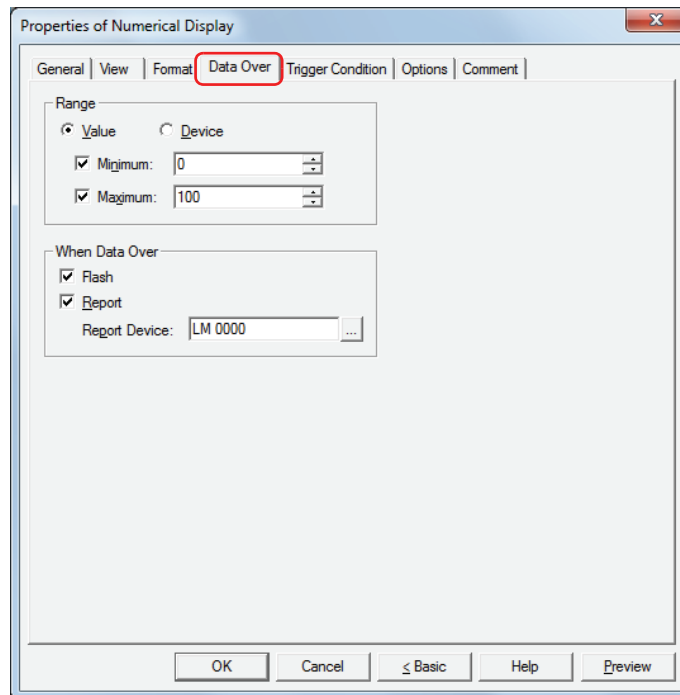 Properties of Numerical Display
General View Format Data Over Trigger Condition Options Comment
Range
Value Device
Minimum: 0
Maximum: 100
When Data Over
Flash
Report
Report Device: LM 0000 ...
OK Cancel < Basic Help Preview